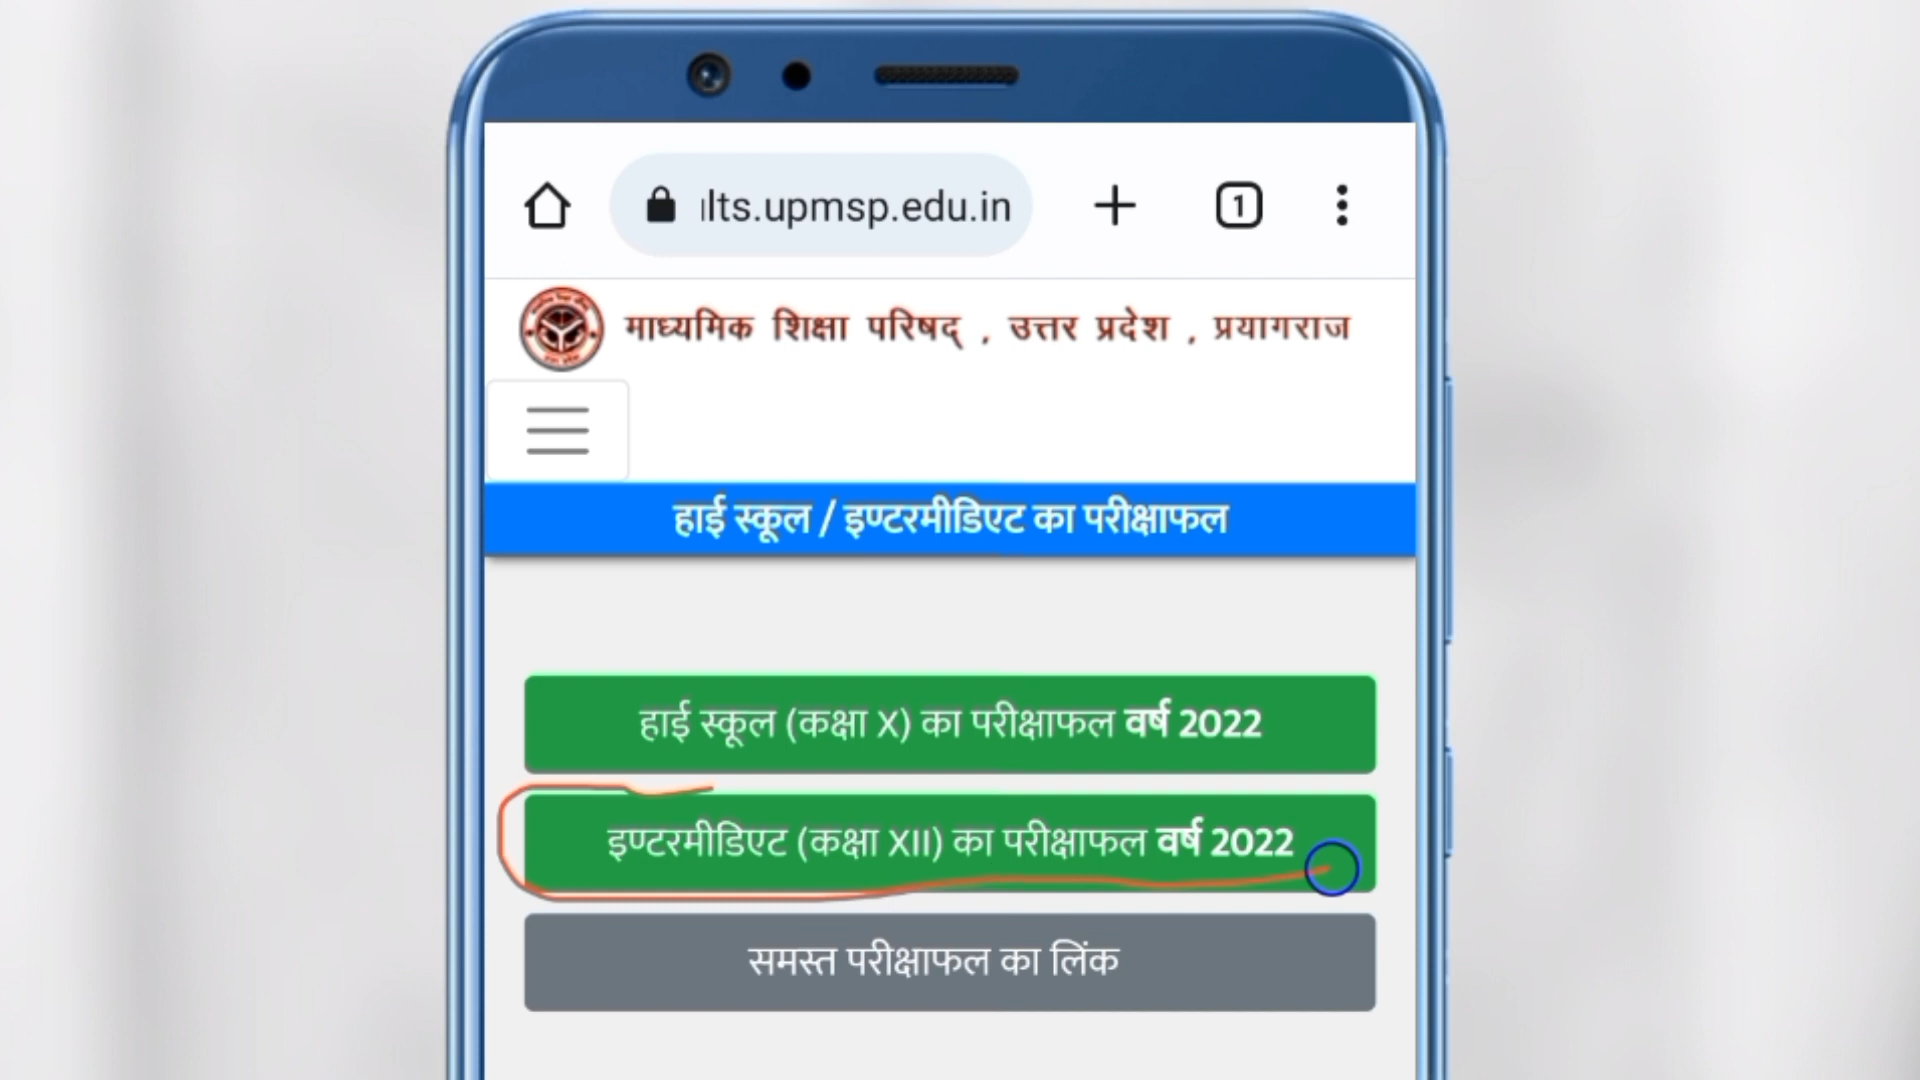 lts.upmsp.edu.in
1
माध्यमिक शिक्षा परिषद् , उत्तर प्रदेश , प्रयागराज
हाई स्कूल / इण्टरमीडिएट का परीक्षाफल
हाई स्कूल (कक्षा X) का परीक्षाफल वर्ष 2022
इण्टरमीडिएट (कक्षा XII) का परीक्षाफल वर्ष 2022
समस्त परीक्षाफल का लिंक